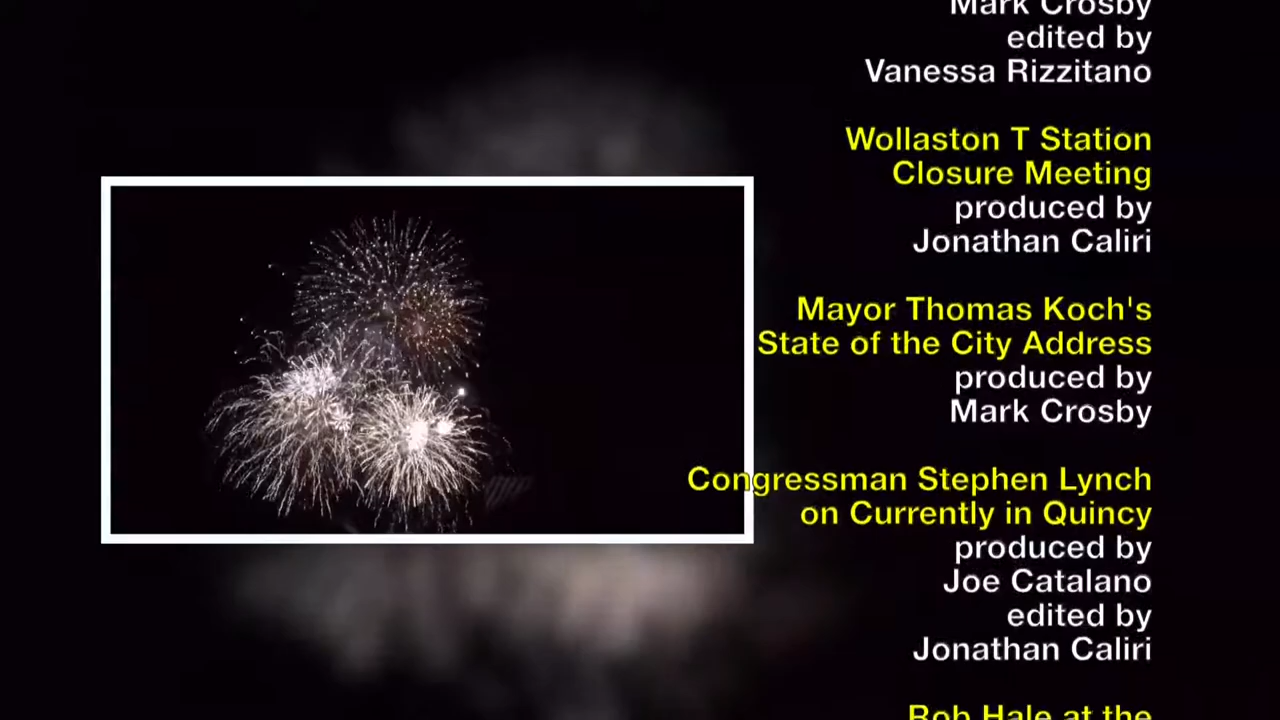 Mark Crosby
edited by
Vanessa Rizzitano
Wollaston T Station
Closure Meeting
produced by
Jonathan Caliri
Mayor Thomas Koch's
State of the City Address
produced by
Mark Crosby
Congressman Stephen Lynch
on Currently in Quincy
produced by
Joe Catalano
edited by
Jonathan Caliri
Rob Hale at the